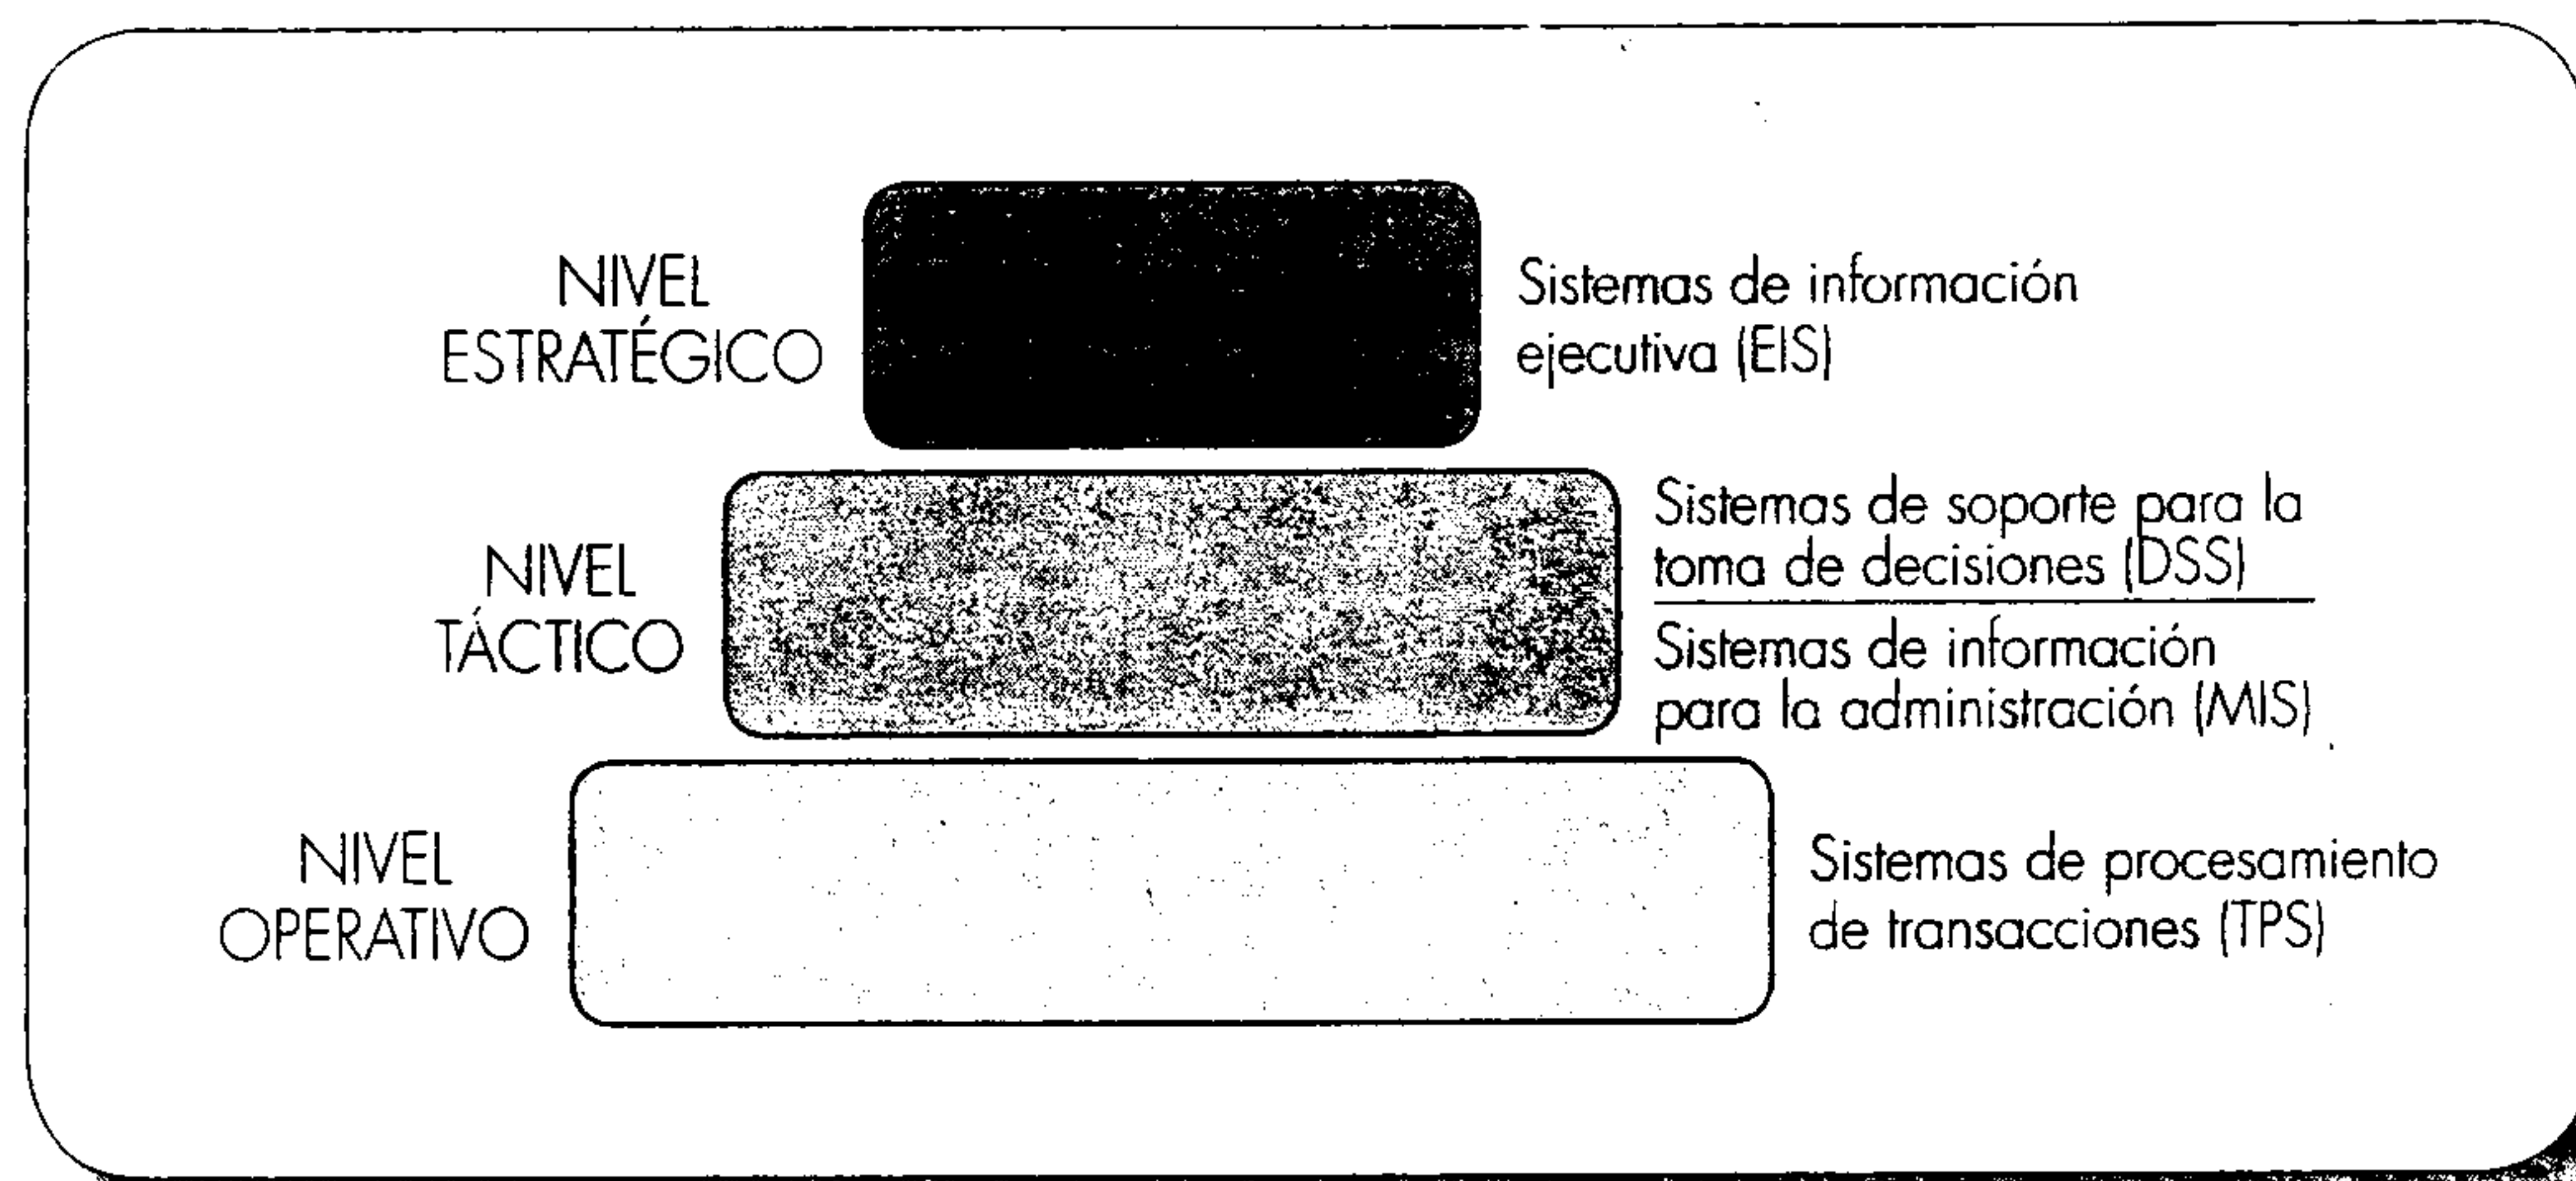 NIVEL
ESTRATÉGICO
Sistemas de información
ejecutiva (EIS)
NIVEL
TÁCTICO
Sistemas de soporte para la
toma de decisiones (DSS)
Sistemas de información
para la administración (MIS)
NIVEL
OPERATIVO
Sistemas de procesamiento
de transacciones (TPS)